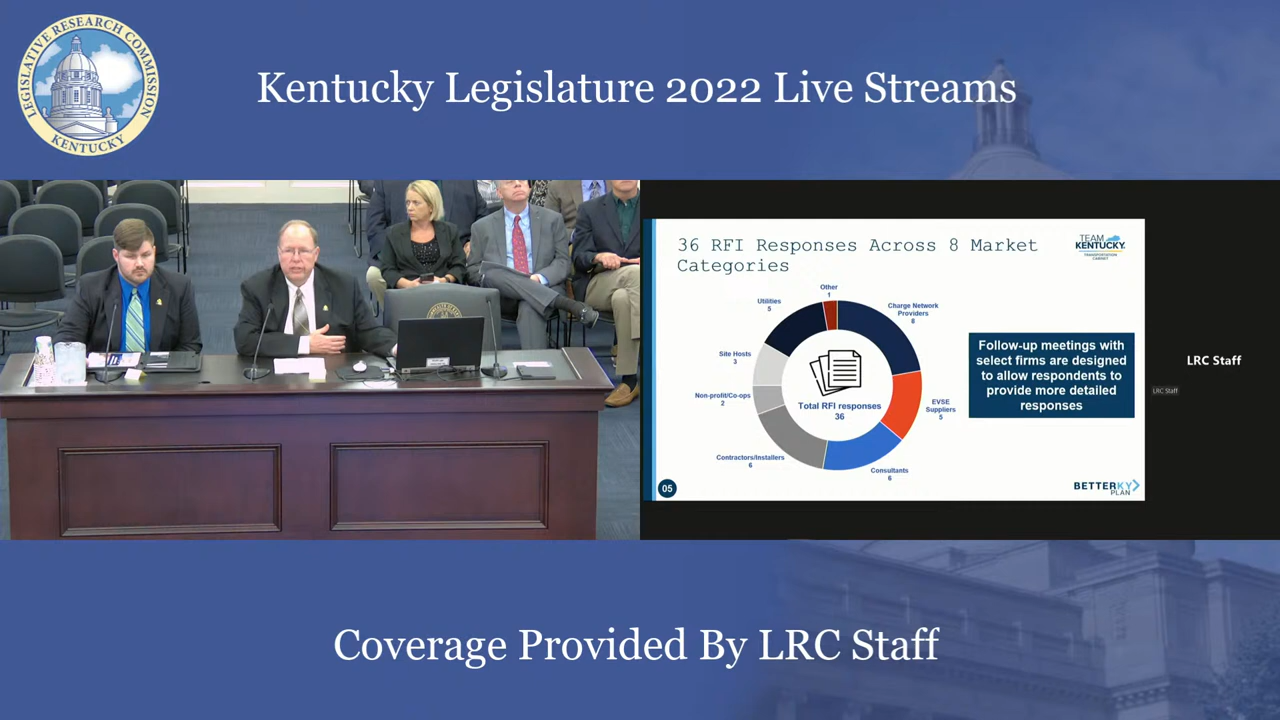 LEGISLATIVE RESEARCH COMMISSION
KENTUCKY
Kentucky Legislature 2022 Live Streams
36 RFI Responses Across 8 Market
Categories
TEAM
KENTUCKY
TRANSPORTATION
CABINET
Other
1
Utilities
5
Charge Network
Providers
8
Site Hosts
3
Non-profit/Co-ops
2
EVSE
Suppliers
5
Contractors/Installers
6
Consultants
6
Total RFI responses
36
Follow-up meetings with
select firms are designed
to allow respondents to
provide more detailed
responses
05
BETTERKY
PLAN
LRC Staff
LRC Staff
Coverage Provided By LRC Staff